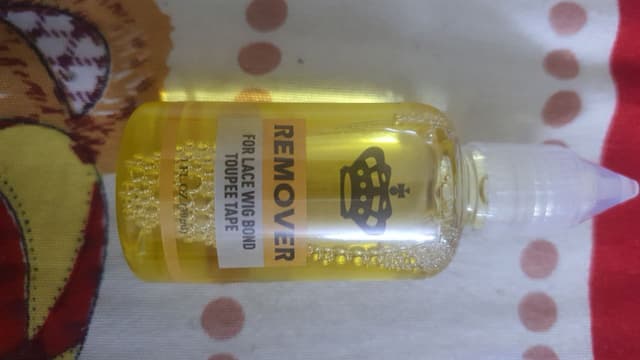 REMOVER
FOR LACE WIG BOND
TOUPEE TAPE